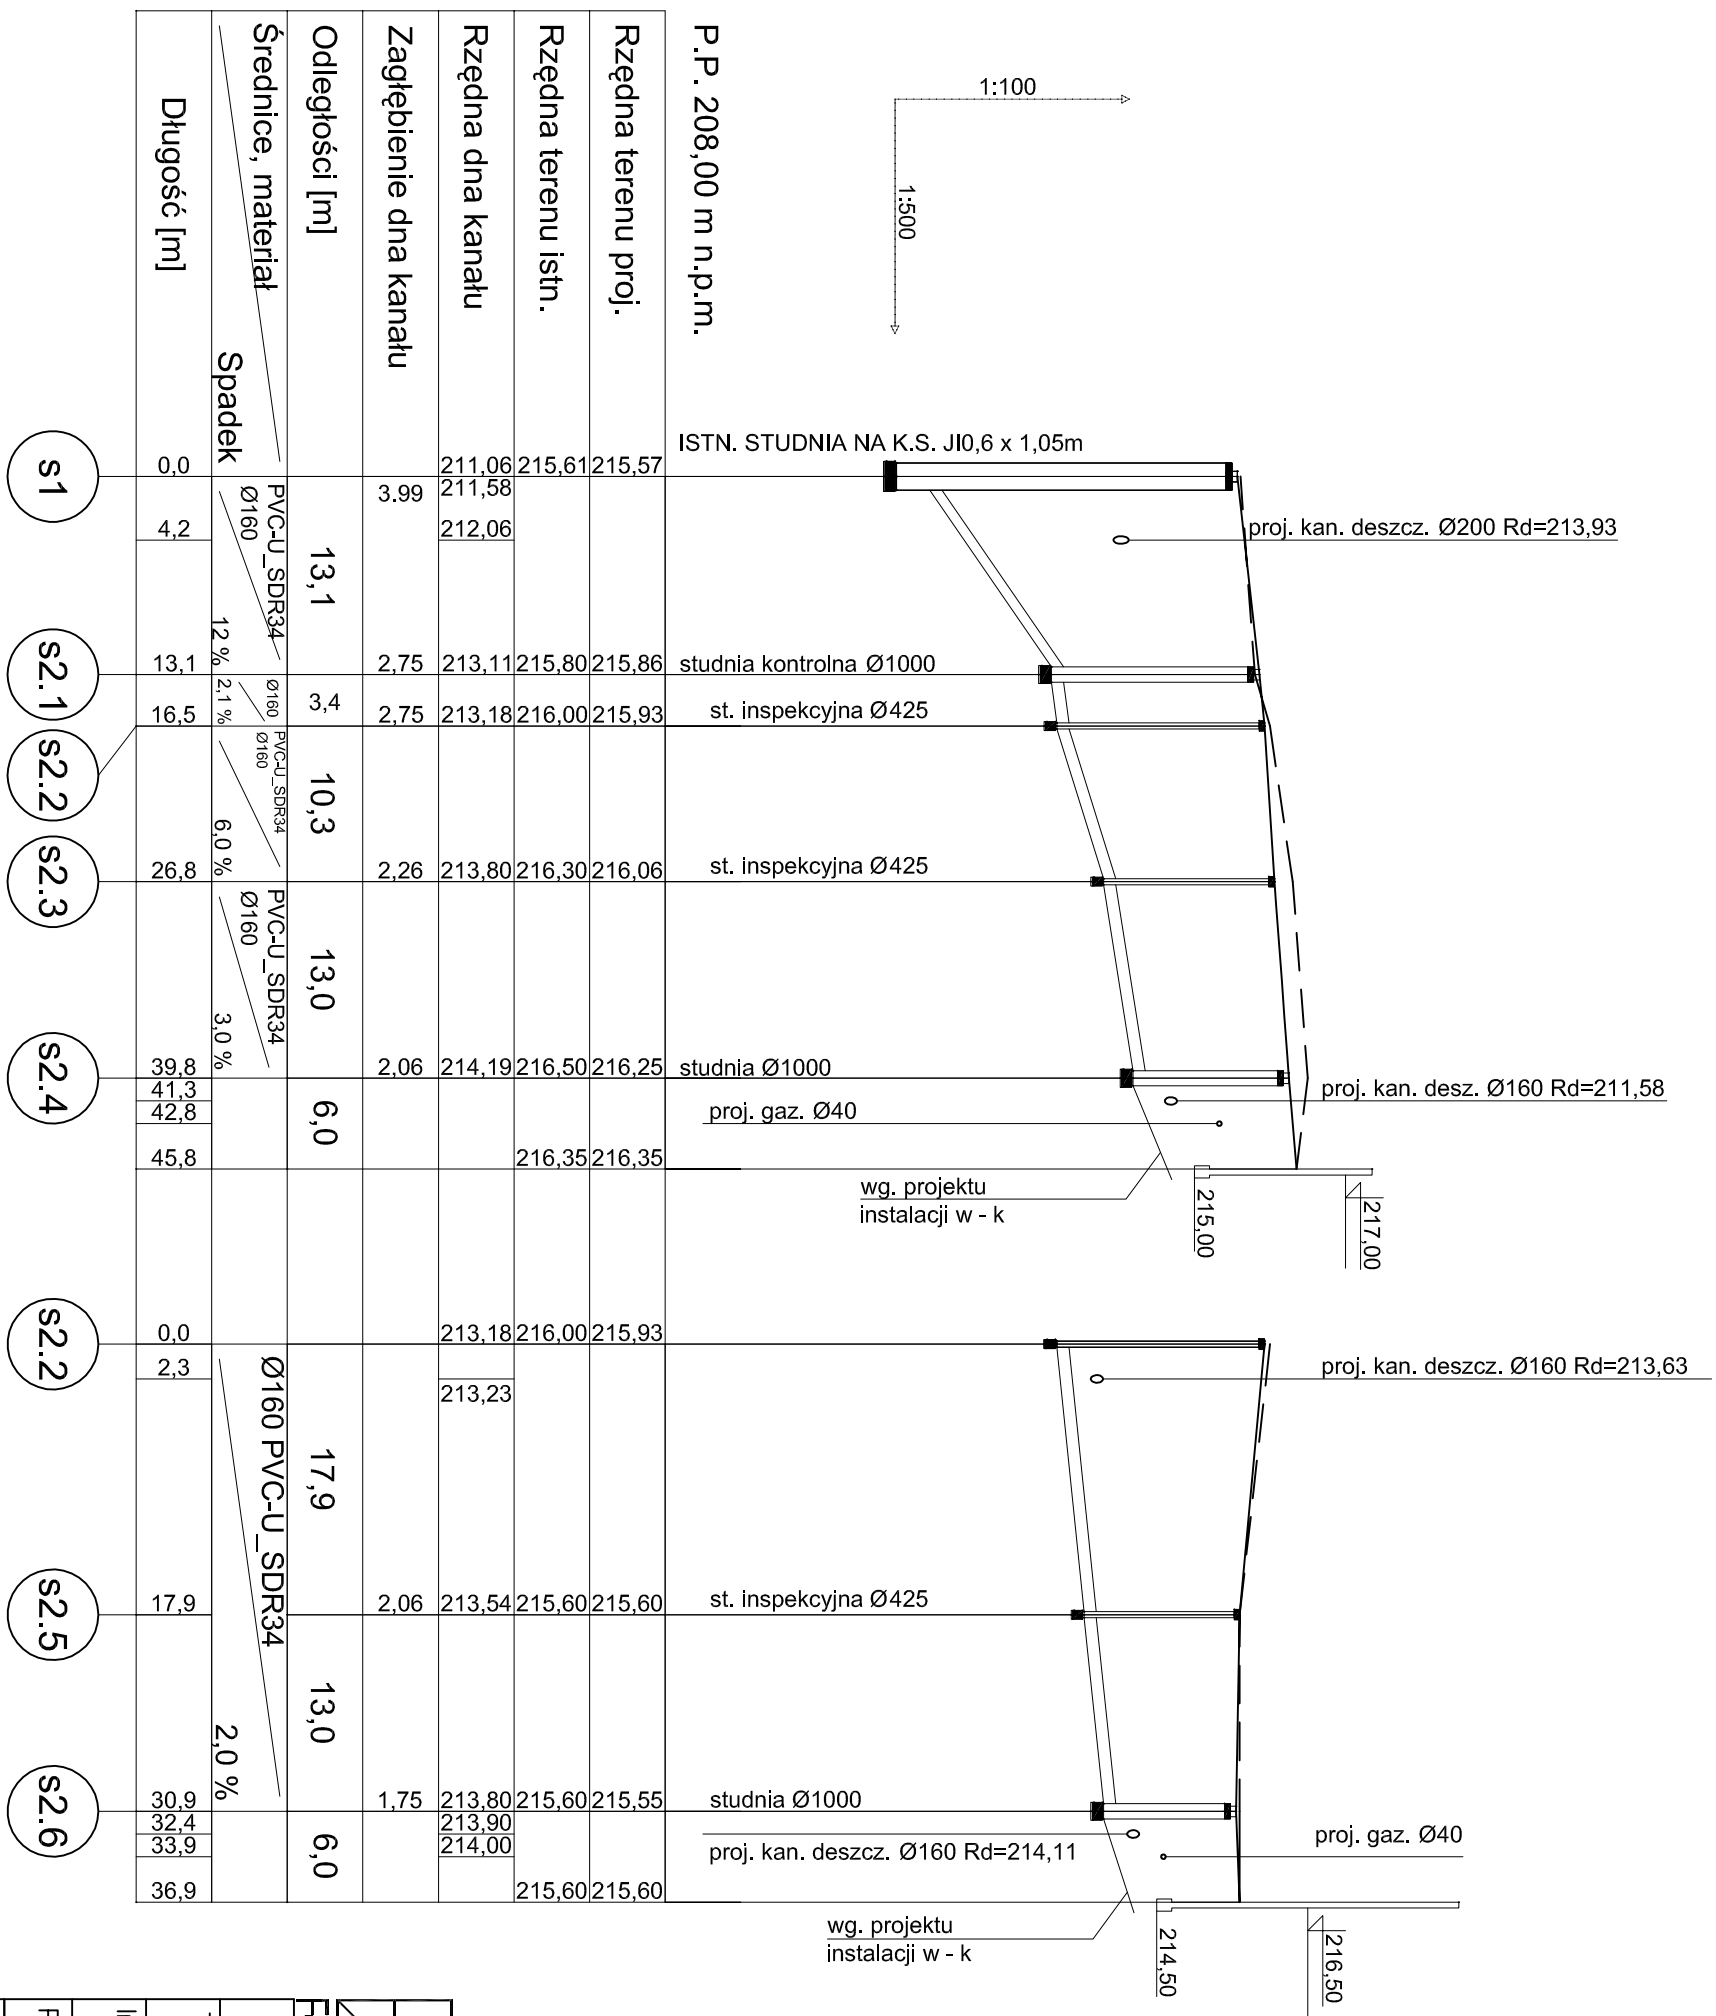 1:100
1:500
P.P. 208,00 m n.p.m.
Rzędna terenu proj.
Rzędna terenu istn.
Rzędna dna kanału
Zagłębienie dna kanału
Odległości [m]
Średnice, materiał
Spadek
Długość [m]
ISTN. STUDNIA NA K.S. JI0,6 x 1,05m
0,0
211,06
215,61
215,57
s1
3.99
211,58
4,2
212,06
proj. kan. deszcz. Ø200 Rd=213,93
PVC-U_SDR34
Ø160
13,1
12 %
13,1
2,75
213,11
215,80
215,86
studnia kontrolna Ø1000
s2.1
Ø160
2,1 %
3,4
16,5
2,75
213,18
216,00
215,93
st. inspekcyjna Ø425
s2.2
PVC-U_SDR34
Ø160
10,3
6,0 %
26,8
2,26
213,80
216,30
216,06
st. inspekcyjna Ø425
s2.3
PVC-U_SDR34
Ø160
13,0
3,0 %
39,8
2,06
214,19
216,50
216,25
studnia Ø1000
s2.4
41,3
proj. kan. desz. Ø160 Rd=211,58
42,8
6,0
proj. gaz. Ø40
45,8
216,35
216,35
wg. projektu
instalacji w - k
215,00
217,00
0,0
213,18
216,00
215,93
s2.2
2,3
213,23
proj. kan. deszcz. Ø160 Rd=213,63
Ø160 PVC-U_SDR34
17,9
17,9
2,06
213,54
215,60
215,60
st. inspekcyjna Ø425
s2.5
13,0
2,0 %
30,9
1,75
213,80
215,60
215,55
studnia Ø1000
s2.6
32,4
213,90
33,9
214,00
6,0
proj. kan. deszcz. Ø160 Rd=214,11
proj. gaz. Ø40
36,9
215,60
215,60
wg. projektu
instalacji w - k
214,50
216,50